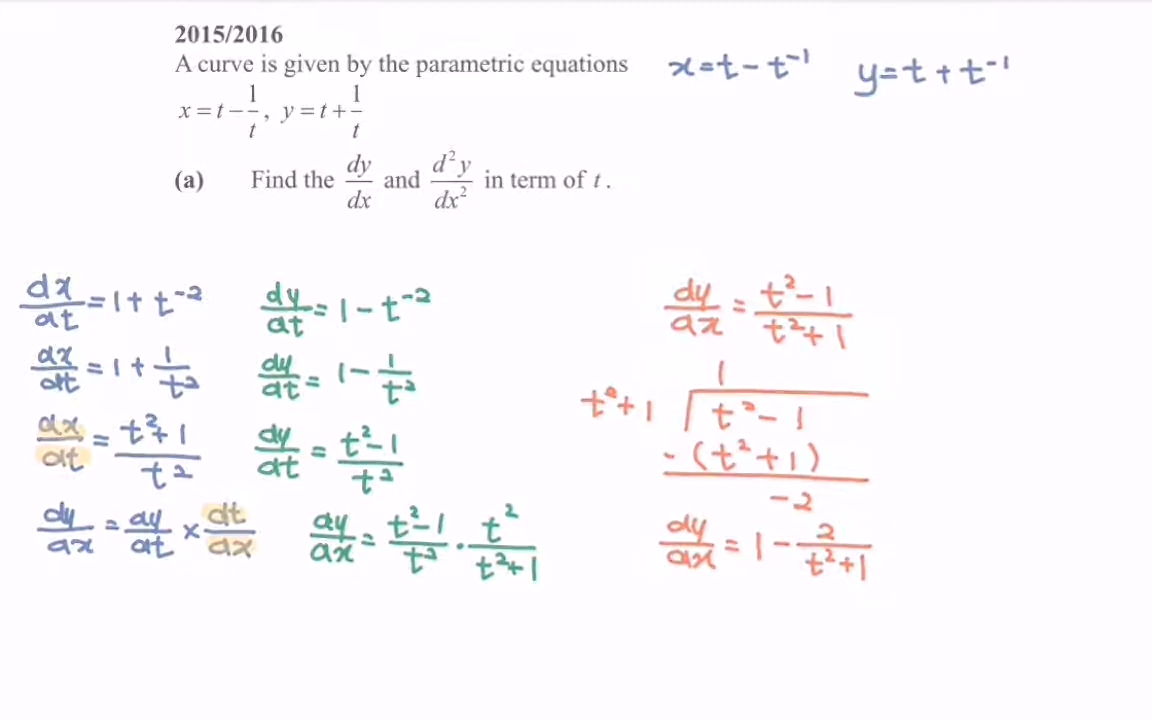 2015/2016
A curve is given by the parametric equations
x = t - 1/t, y = t + 1/t
x = t - t⁻¹ y = t + t⁻¹
(a) Find the dy/dx and d²y/dx² in term of t.
dx/dt = 1 + t⁻²
dx/dt = 1 + 1/t²
dx/dt = (t²+1)/t²
dy/dx = dy/dt × dt/dx
dy/dt = 1 - t⁻²
dy/dt = 1 - 1/t²
dy/dt = (t²-1)/t²
dy/dx = (t²-1)/t² · t²/(t²+1)
dy/dx = (t²-1)/(t²+1)
1
t²+1 √ t² - 1
- (t²+1)
-2
dy/dx = 1 - 2/(t²+1)